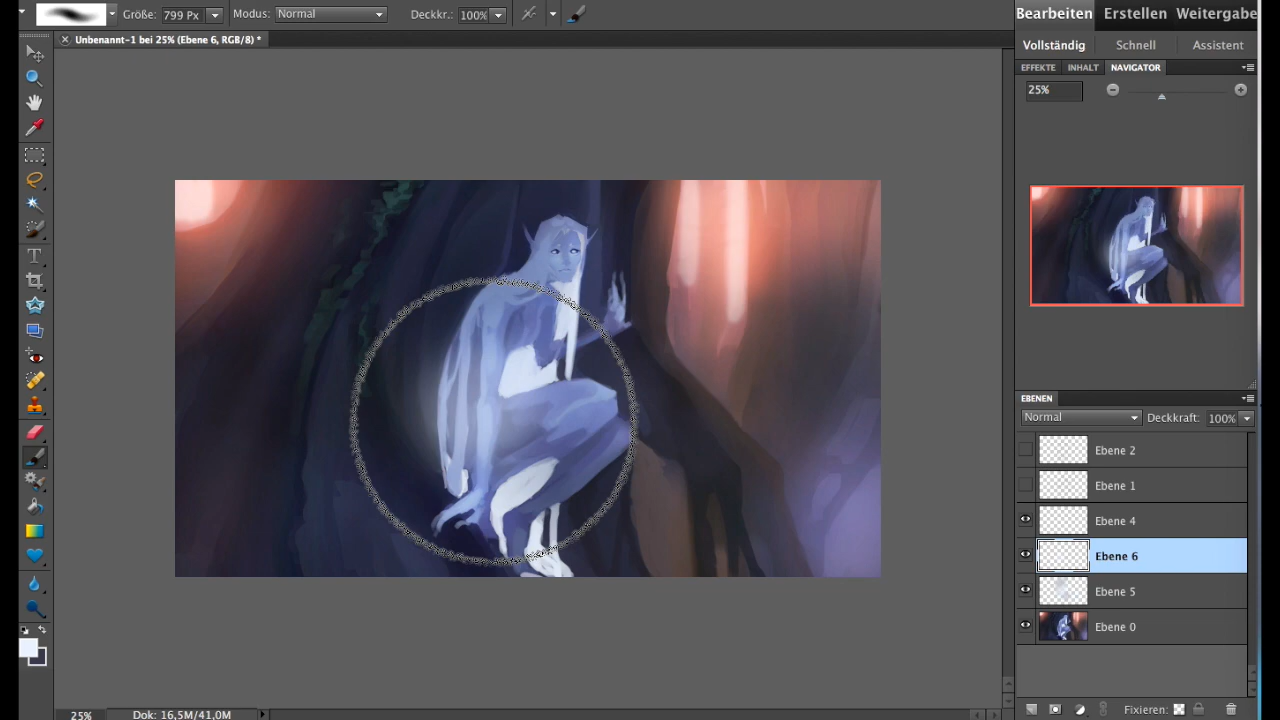 Größe: 799 Px Modus: Normal Deckkr.: 100%
Bearbeiten Erstellen Weitergabe
Unbenannt-1 bei 25% (Ebene 6, RGB/8) *
Vollständig Schnell Assistent
EFFEKTE INHALT NAVIGATOR
25%
EBENEN
Normal Deckkraft: 100%
Ebene 2
Ebene 1
Ebene 4
Ebene 6
Ebene 5
Ebene 0
Fixieren:
25% Dok: 16,5M/41,0M